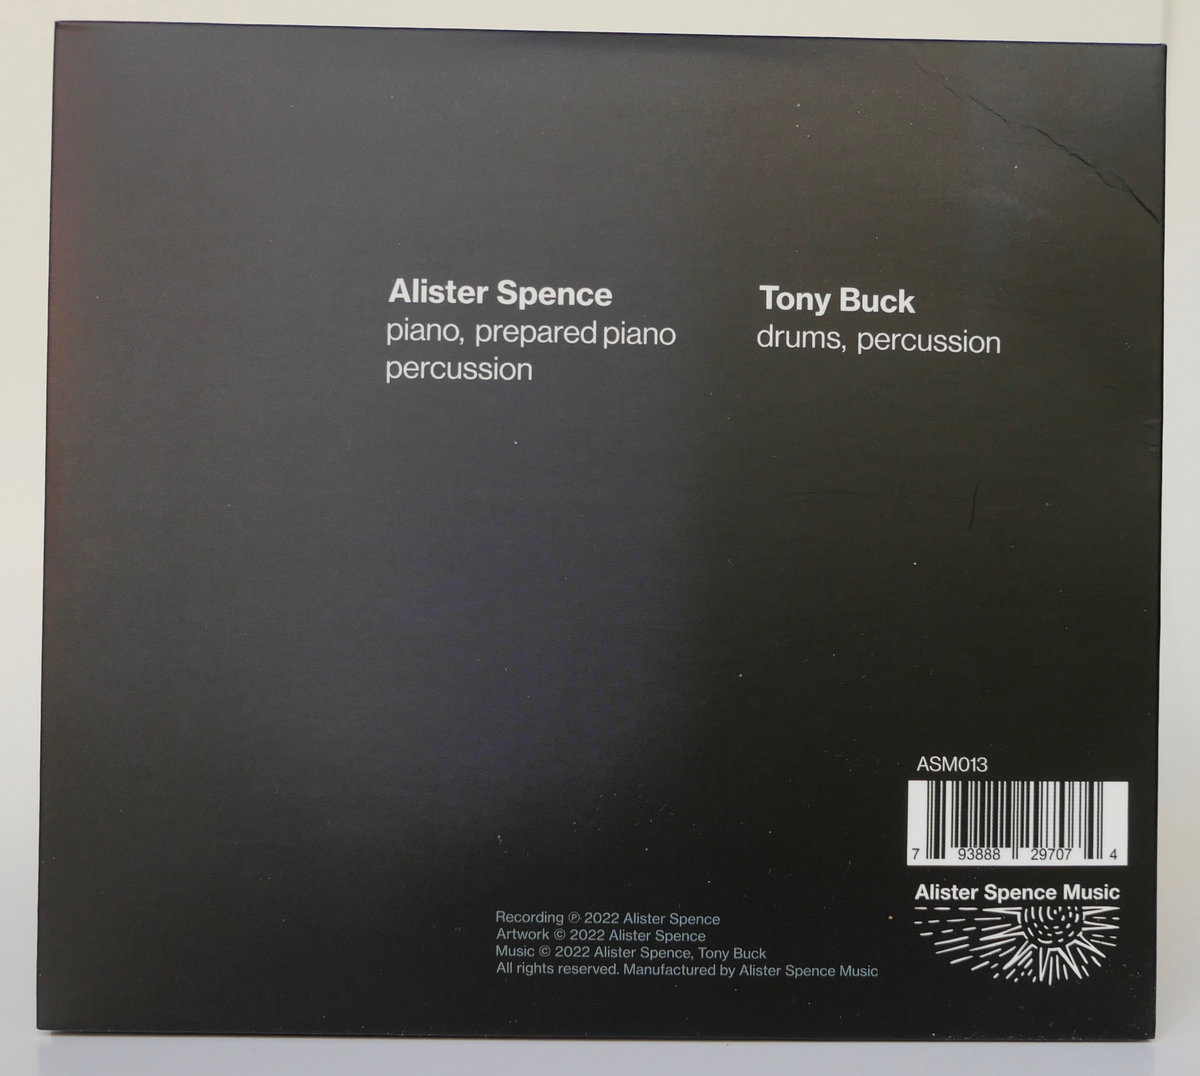 Alister Spence
piano, prepared piano
percussion
Tony Buck
drums, percussion
ASM013
7 93888 29707 4
Alister Spence Music
Recording ℗ 2022 Alister Spence
Artwork © 2022 Alister Spence
Music © 2022 Alister Spence, Tony Buck
All rights reserved. Manufactured by Alister Spence Music